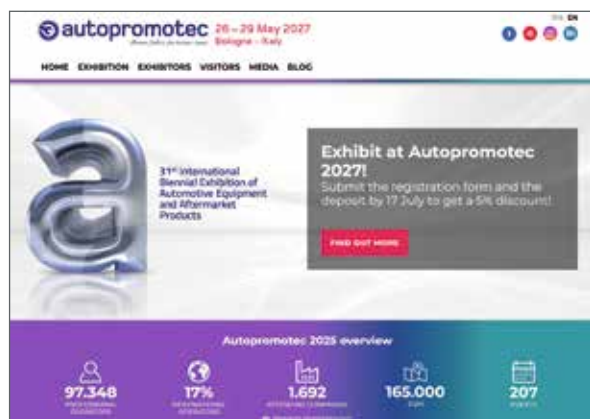 autopromotec
26 – 29 May 2027
Bologna - Italy
EN
HOME EXHIBITION EXHIBITORS VISITORS MEDIA BLOG
31st International
Biennial Exhibition of
Automotive Equipment
and Aftermarket
Products
Exhibit at Autopromotec
2027!
Submit the registration form and the
deposit by 17 July to get a 5% discount!
FIND OUT MORE
Autopromotec 2025 overview
97.348
17%
1.692
165.000
207